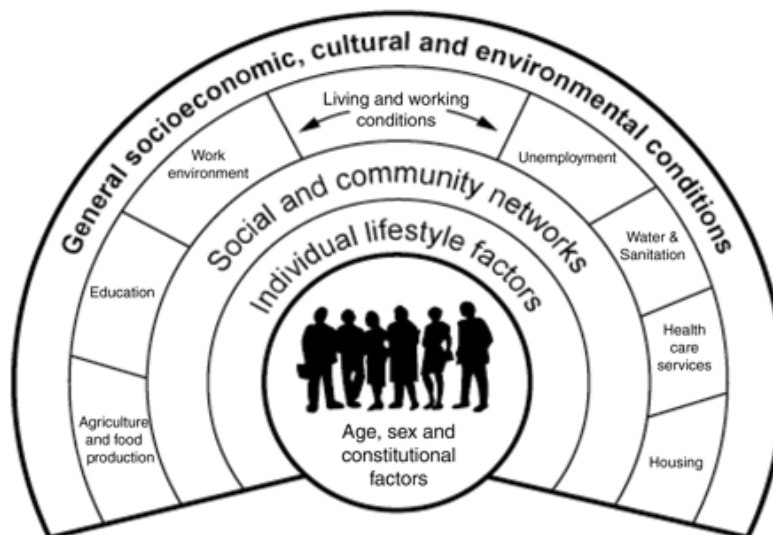 General socioeconomic, cultural and environmental conditions
Living and working
conditions
Work
environment
Unemployment
Social and community networks
Water &
Sanitation
Individual lifestyle factors
Education
Health
care
services
Agriculture
and food
production
Age, sex and
constitutional
factors
Housing